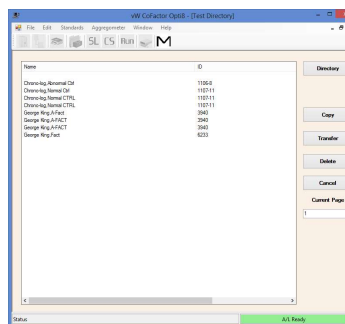 vW CoFactor Opti8 - [Test Directory]
File Edit Standards Aggregometer Window Help
SL CS Run M
Name ID
Directory
Chrono-log,Abnormal Ctrl 1106-8
Chrono-log,Normal Ctrl 1107-11
Chrono-log,Normal CTRL 1107-11
Chrono-log,Normal CTRL 1107-11
George King,A-Fact 3940
George King,A-FACT 3940
George King,A-FACT 3940
George King,Fact 6233
Copy
Transfer
Delete
Cancel
Current Page
1
Status A/L Ready